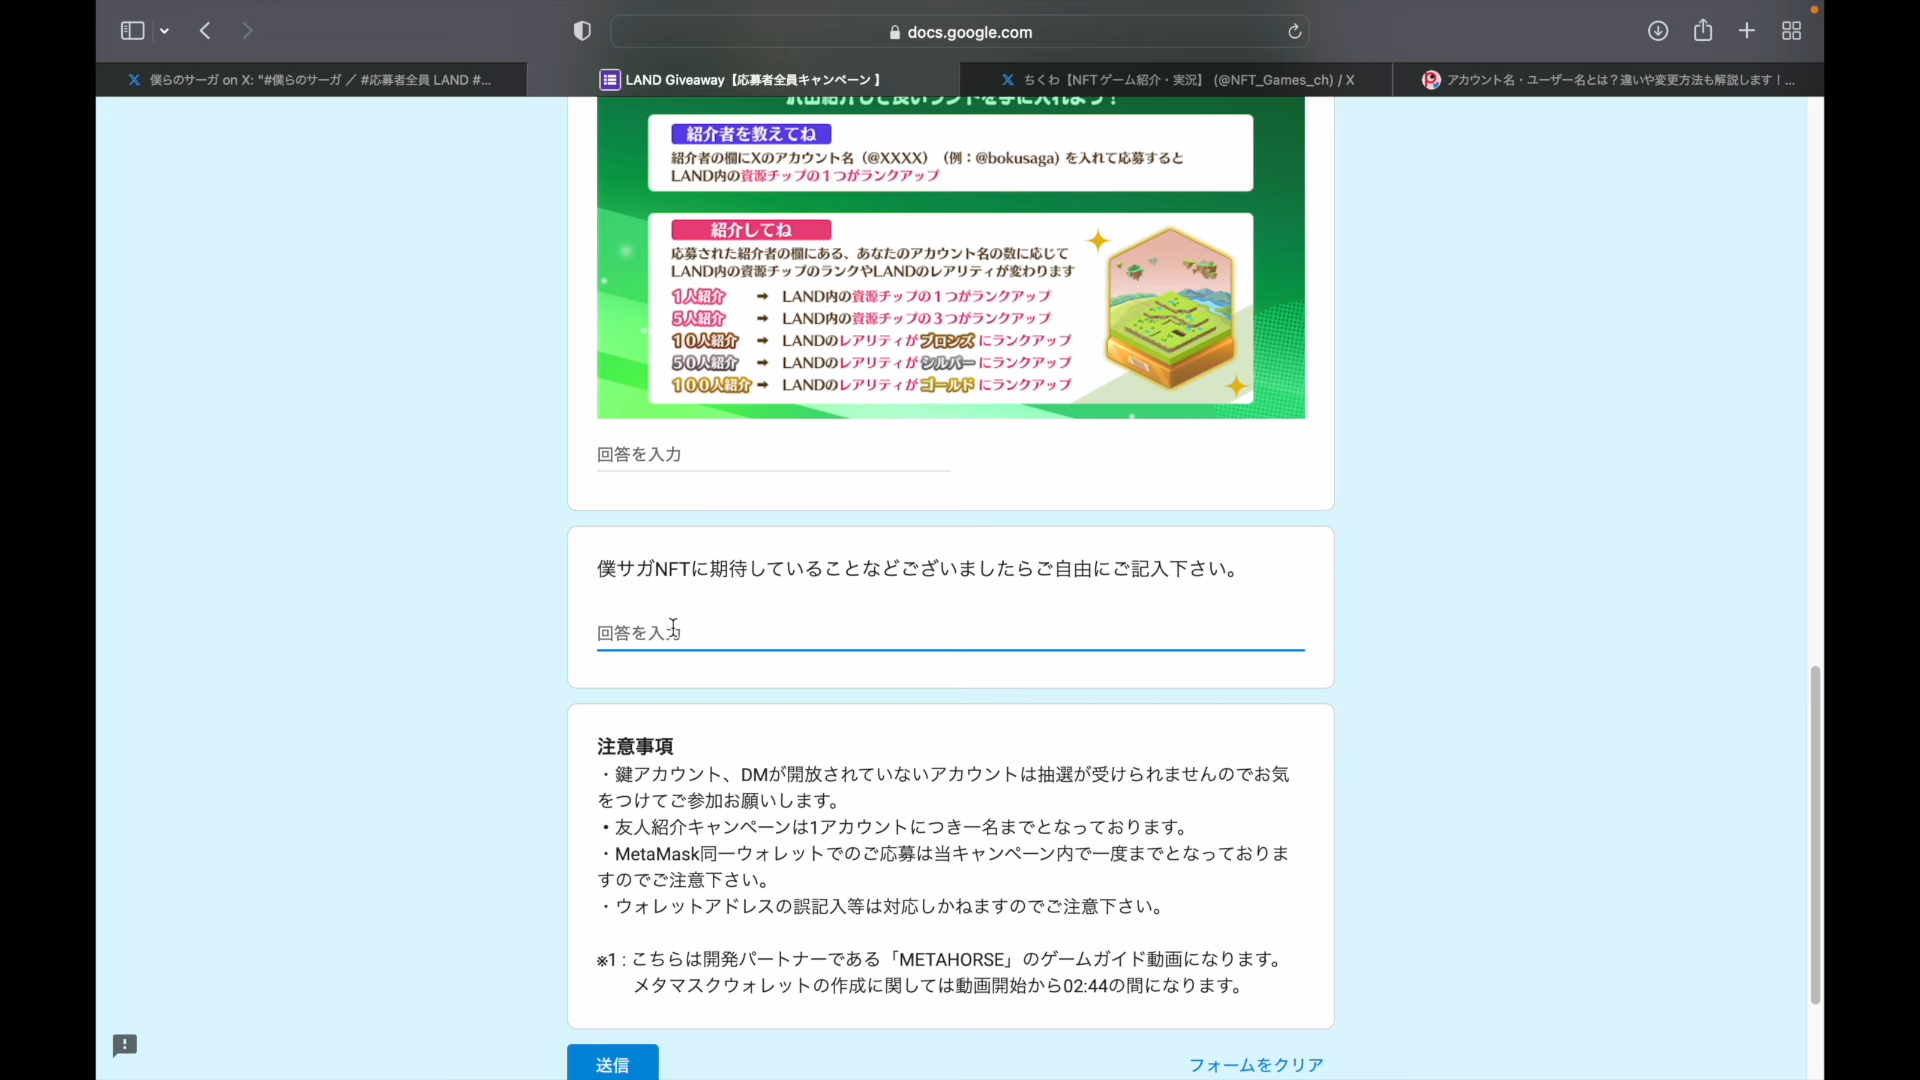 docs.google.com
僕らのサーガ on X: "#僕らのサーガ ／ #応募者全員 LAND #...
LAND Giveaway【応募者全員キャンペーン】
ちくわ【NFTゲーム紹介・実況】 (@NFT_Games_ch) / X
アカウント名・ユーザー名とは？違いや変更方法も解説します！...
沢山紹介して良いランドを手に入れよう！
紹介者を教えてね
紹介者の欄にXのアカウント名（@XXXX）（例：@bokusaga) を入れて応募すると
LAND内の資源チップの１つがランクアップ
紹介してね
応募された紹介者の欄にある、あなたのアカウント名の数に応じて
LAND内の資源チップのランクやLANDのレアリティが変わります
1人紹介 ➡ LAND内の資源チップの１つがランクアップ
5人紹介 ➡ LAND内の資源チップの３つがランクアップ
10人紹介 ➡ LANDのレアリティがブロンズにランクアップ
50人紹介 ➡ LANDのレアリティがシルバーにランクアップ
100人紹介 ➡ LANDのレアリティがゴールドにランクアップ
回答を入力
僕サガNFTに期待していることなどございましたらご自由にご記入下さい。
回答を入力
注意事項
・鍵アカウント、DMが開放されていないアカウントは抽選が受けられませんのでお気
をつけてご参加お願いします。
・友人紹介キャンペーンは1アカウントにつき一名までとなっております。
・MetaMask同一ウォレットでのご応募は当キャンペーン内で一度までとなっておりま
すのでご注意下さい。
・ウォレットアドレスの誤記入等は対応しかねますのでご注意下さい。
※1 : こちらは開発パートナーである「METAHORSE」のゲームガイド動画になります。
メタマスクウォレットの作成に関しては動画開始から02:44の間になります。
送信
フォームをクリア